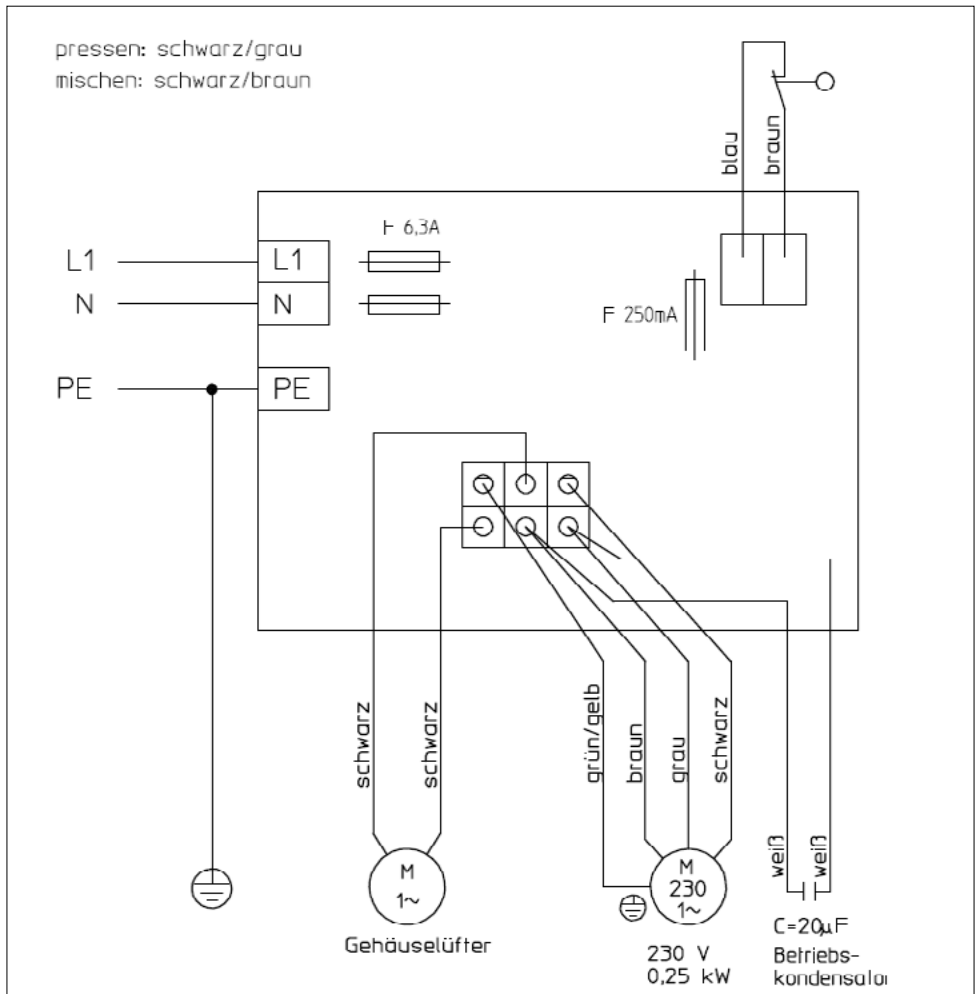 pressen: schwarz/grau
mischen: schwarz/braun
blau
braun
F 6,3A
L1
L1
N
N
F 250mA
PE
PE
schwarz
schwarz
grün/gelb
braun
grau
schwarz
weiß
weiß
M
1~
M
230
1~
Gehäuselüfter
C=20µF
230 V
0,25 kW
Betriebs-
kondensator